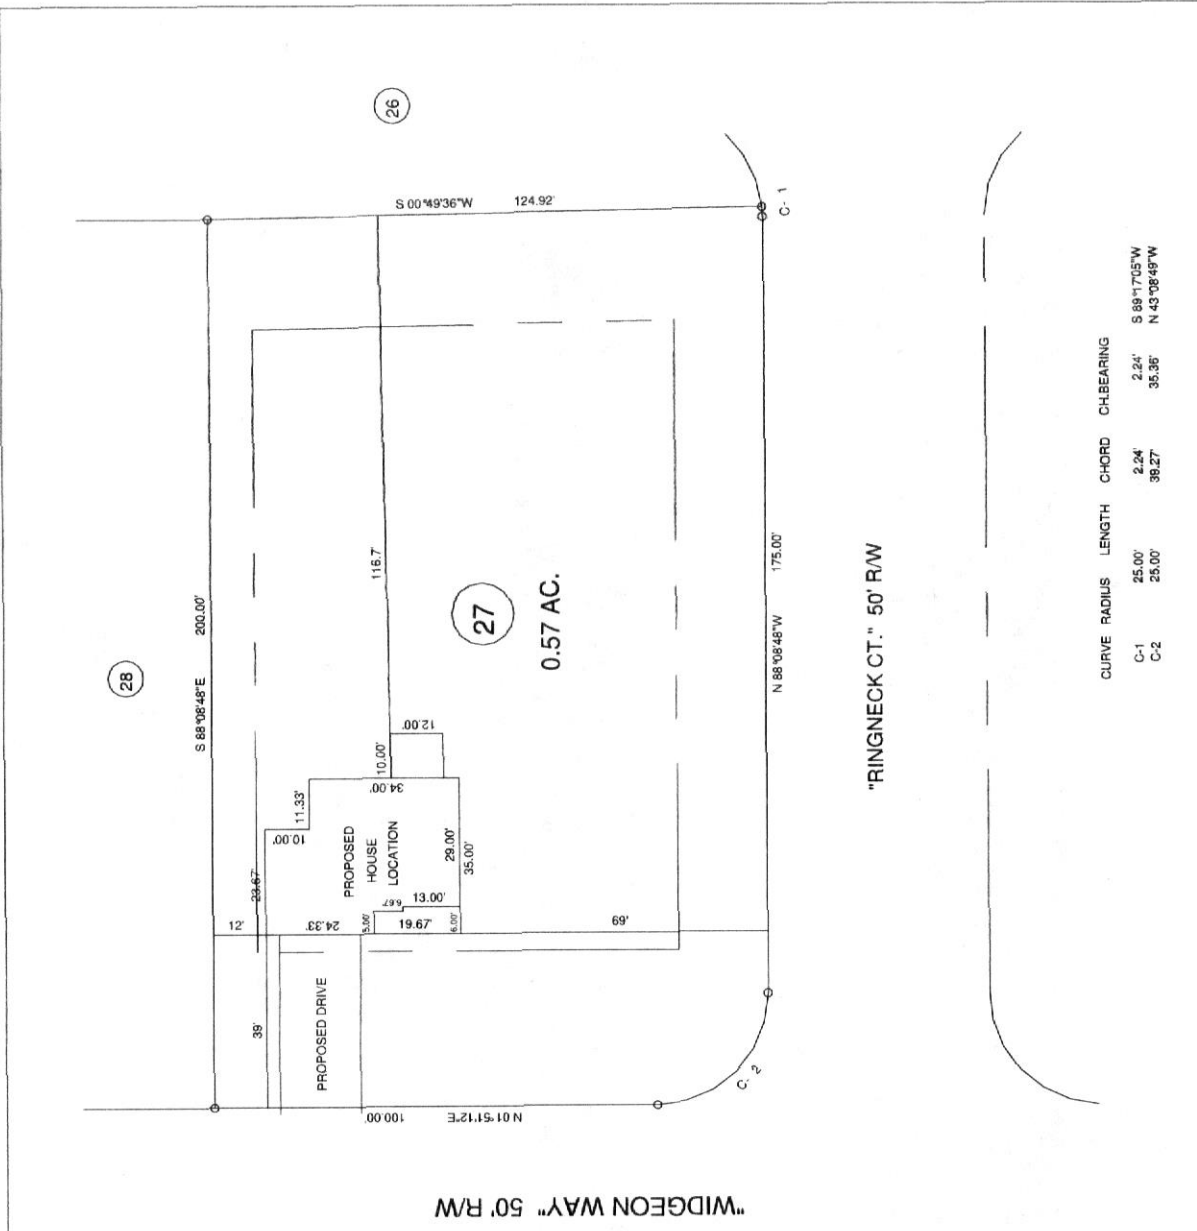 26
S 00°49'36"W 124.92'
C- 1
28
S 88°08'48"E 200.00'
116.7'
27
0.57 AC.
N 88°08'48"W 175.00'
12.00'
10.00'
34.00'
11.33'
10.00'
PROPOSED
HOUSE
LOCATION
29.00'
35.00'
23.67'
6.67
13.00'
12'
24.33'
5.00'
19.67'
6.00'
69'
39'
PROPOSED DRIVE
C- 2
100.00'
N 01°51'12"E
"RINGNECK CT." 50' R/W
"WIDGEON WAY" 50' R/W
CURVE RADIUS LENGTH CHORD CH.BEARING
C-1 25.00' 2.24' 2.24' S 89°17'05"W
C-2 25.00' 39.27' 35.36' N 43°08'49"W